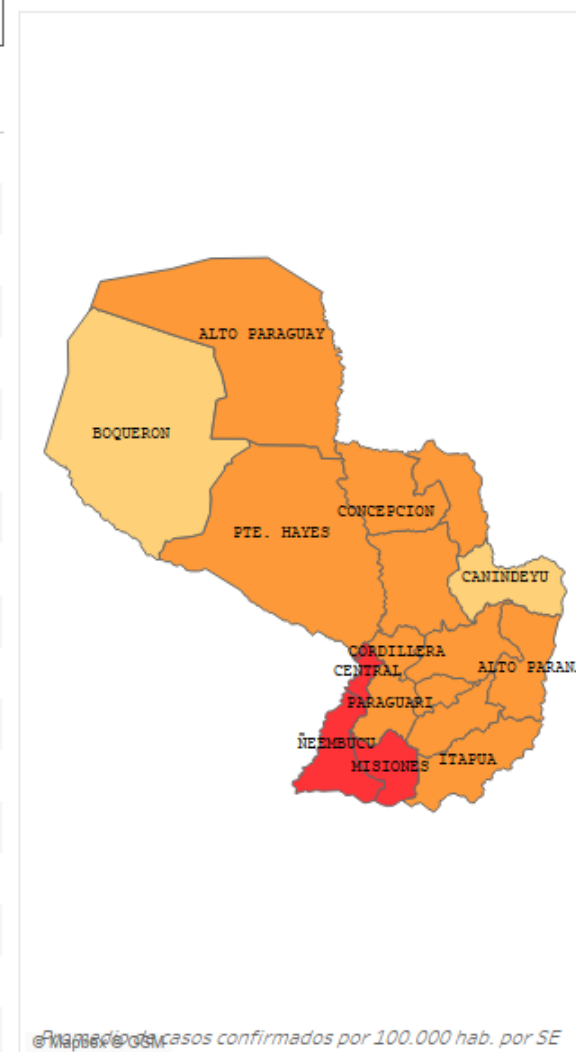 ALTO PARAGUAY
BOQUERON
CONCEPCION
PTE. HAYES
CANINDEYU
CORDILLERA
CENTRAL
ALTO PARANA
PARAGUARI
ÑEEMBUCU
MISIONES
ITAPUA
Promedio de casos confirmados por 100.000 hab. por SE
© Mapbox © OSM